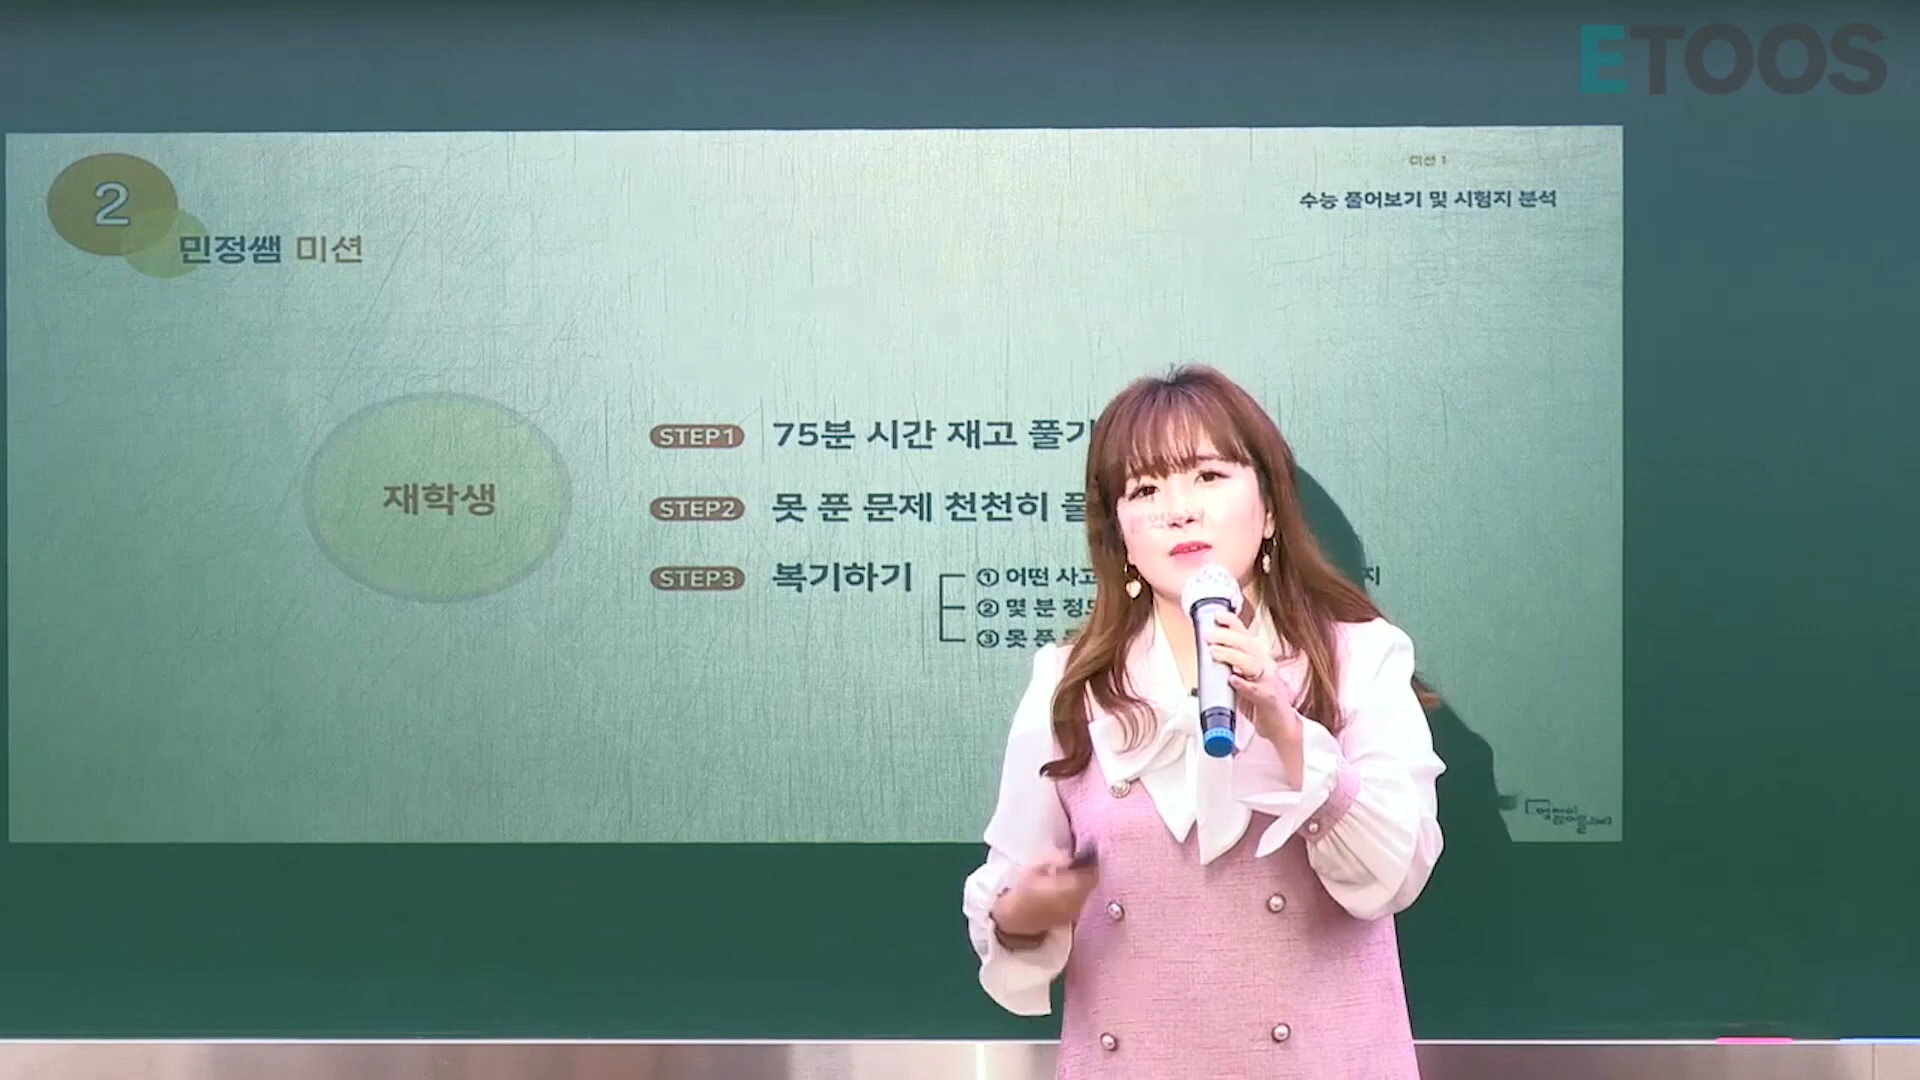 ETOOS
미션 1
수능 풀어보기 및 시험지 분석
2
민정쌤 미션
재학생
STEP1 75분 시간 재고 풀기
STEP2 못 푼 문제 천천히
STEP3 복기하기
① 어떤 사고 지
② 몇 분 정도
③ 못 푼